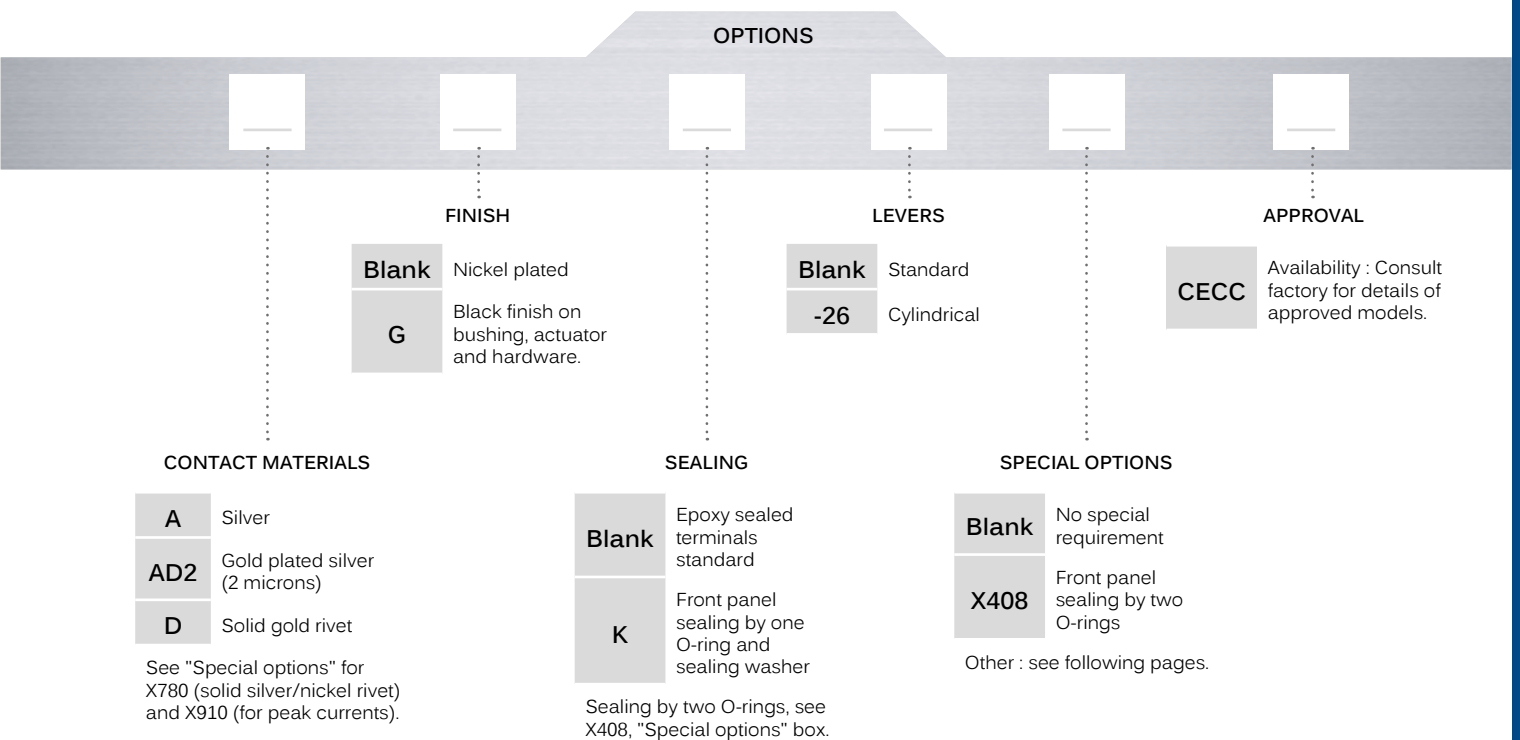 OPTIONS
FINISH
Blank
Nickel plated
G
Black finish on
bushing, actuator
and hardware.
LEVERS
Blank
Standard
-26
Cylindrical
APPROVAL
CECC
Availability : Consult
factory for details of
approved models.
CONTACT MATERIALS
A
Silver
AD2
Gold plated silver
(2 microns)
D
Solid gold rivet
See "Special options" for
X780 (solid silver/nickel rivet)
and X910 (for peak currents).
SEALING
Blank
Epoxy sealed
terminals
standard
K
Front panel
sealing by one
O-ring and
sealing washer
Sealing by two O-rings, see
X408, "Special options" box.
SPECIAL OPTIONS
Blank
No special
requirement
X408
Front panel
sealing by two
O-rings
Other : see following pages.